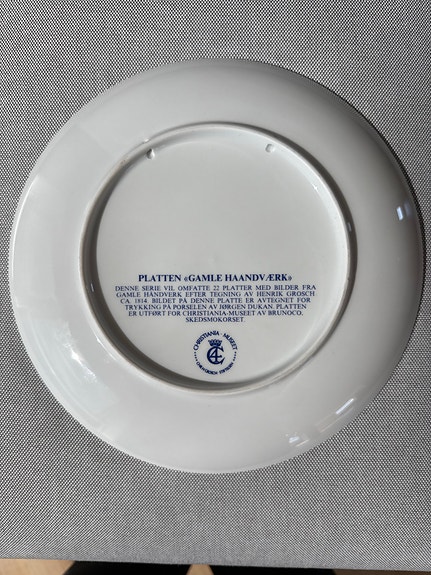 PLATTEN «GAMLE HAANDVÆRK»
DENNE SERIE VIL OMFATTE 22 PLATTER MED BILDER FRA
GAMLE HÅNDVERK EFTER TEGNING AV HENRIK GROSCH
CA. 1814. BILDET PÅ DENNE PLATTE ER AVTEGNET FOR
TRYKKING PÅ PORSELEN AV JØRGEN DUKAN. PLATTEN
ER UTFØRT FOR CHRISTIANIA-MUSEET AV BRUNOCO,
SKEDSMOKORSET.
CHRISTIANIA - MUSEET